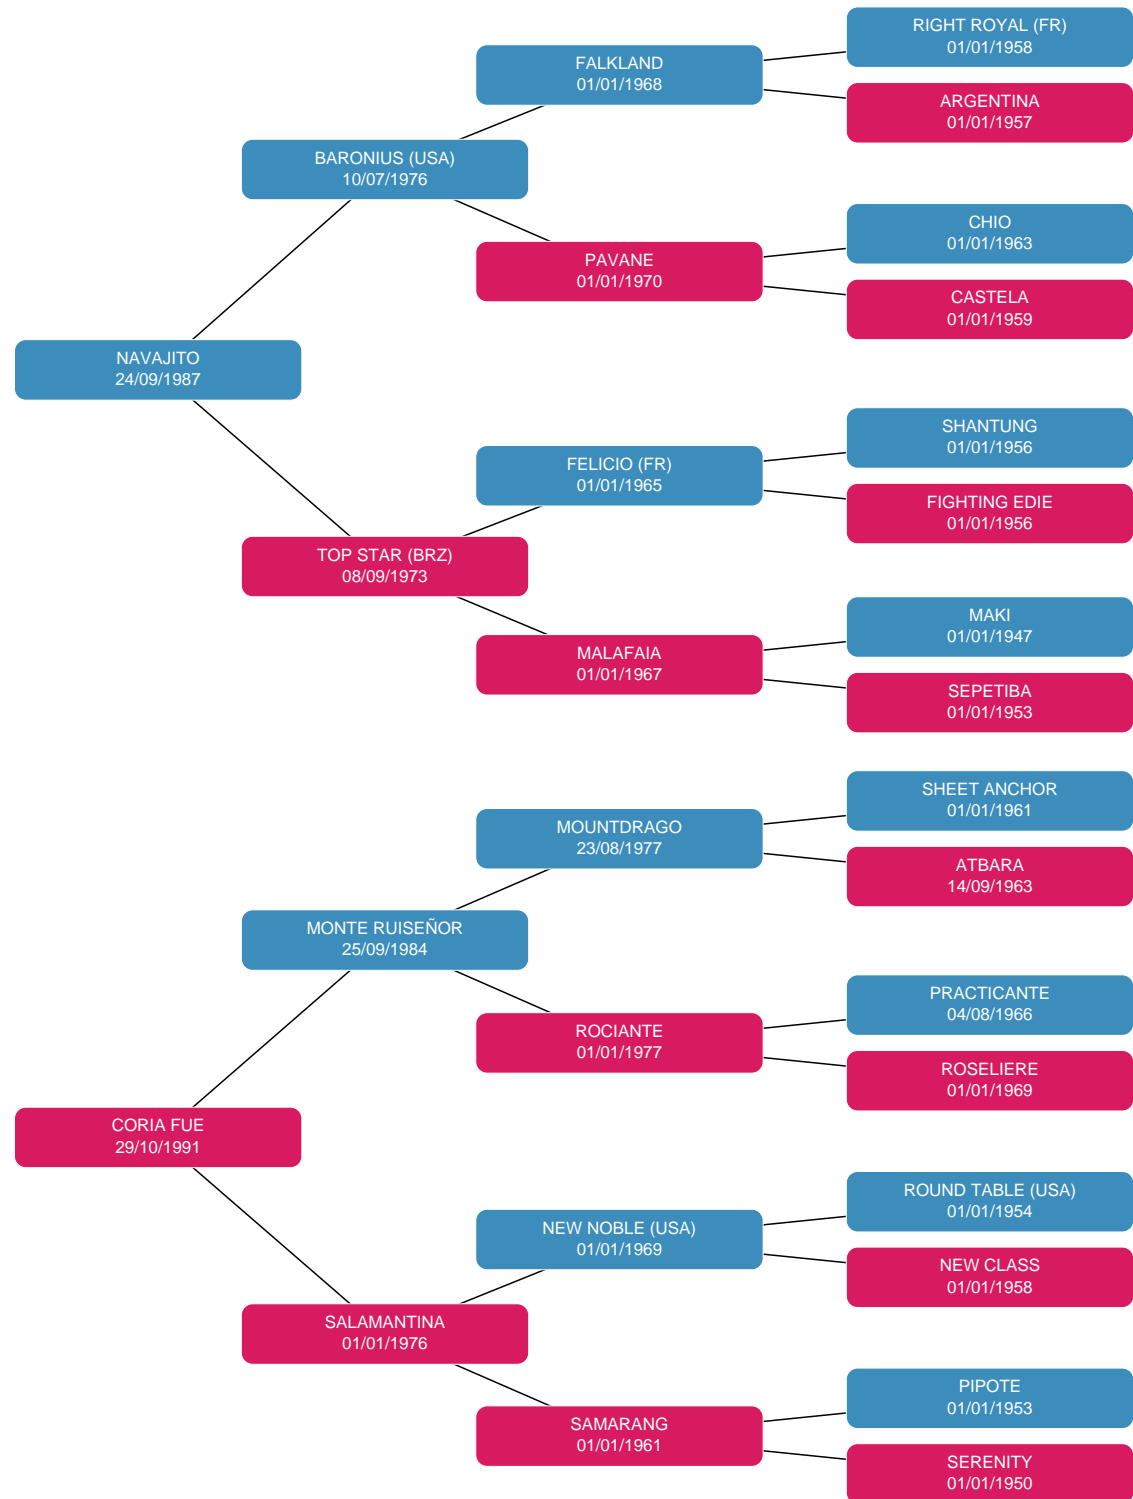 RIGHT ROYAL (FR)
01/01/1958
FALKLAND
01/01/1968
ARGENTINA
01/01/1957
BARONIUS (USA)
10/07/1976
CHIO
01/01/1963
PAVANE
01/01/1970
CASTELA
01/01/1959
NAVAJITO
24/09/1987
SHANTUNG
01/01/1956
FELICIO (FR)
01/01/1965
FIGHTING EDIE
01/01/1956
TOP STAR (BRZ)
08/09/1973
MAKI
01/01/1947
MALAFAIA
01/01/1967
SEPETIBA
01/01/1953
SHEET ANCHOR
01/01/1961
MOUNTDRAGO
23/08/1977
ATBARA
14/09/1963
MONTE RUISEÑOR
25/09/1984
PRACTICANTE
04/08/1966
ROCIANTE
01/01/1977
ROSELIERE
01/01/1969
CORIA FUE
29/10/1991
ROUND TABLE (USA)
01/01/1954
NEW NOBLE (USA)
01/01/1969
NEW CLASS
01/01/1958
SALAMANTINA
01/01/1976
PIPOTE
01/01/1953
SAMARANG
01/01/1961
SERENITY
01/01/1950